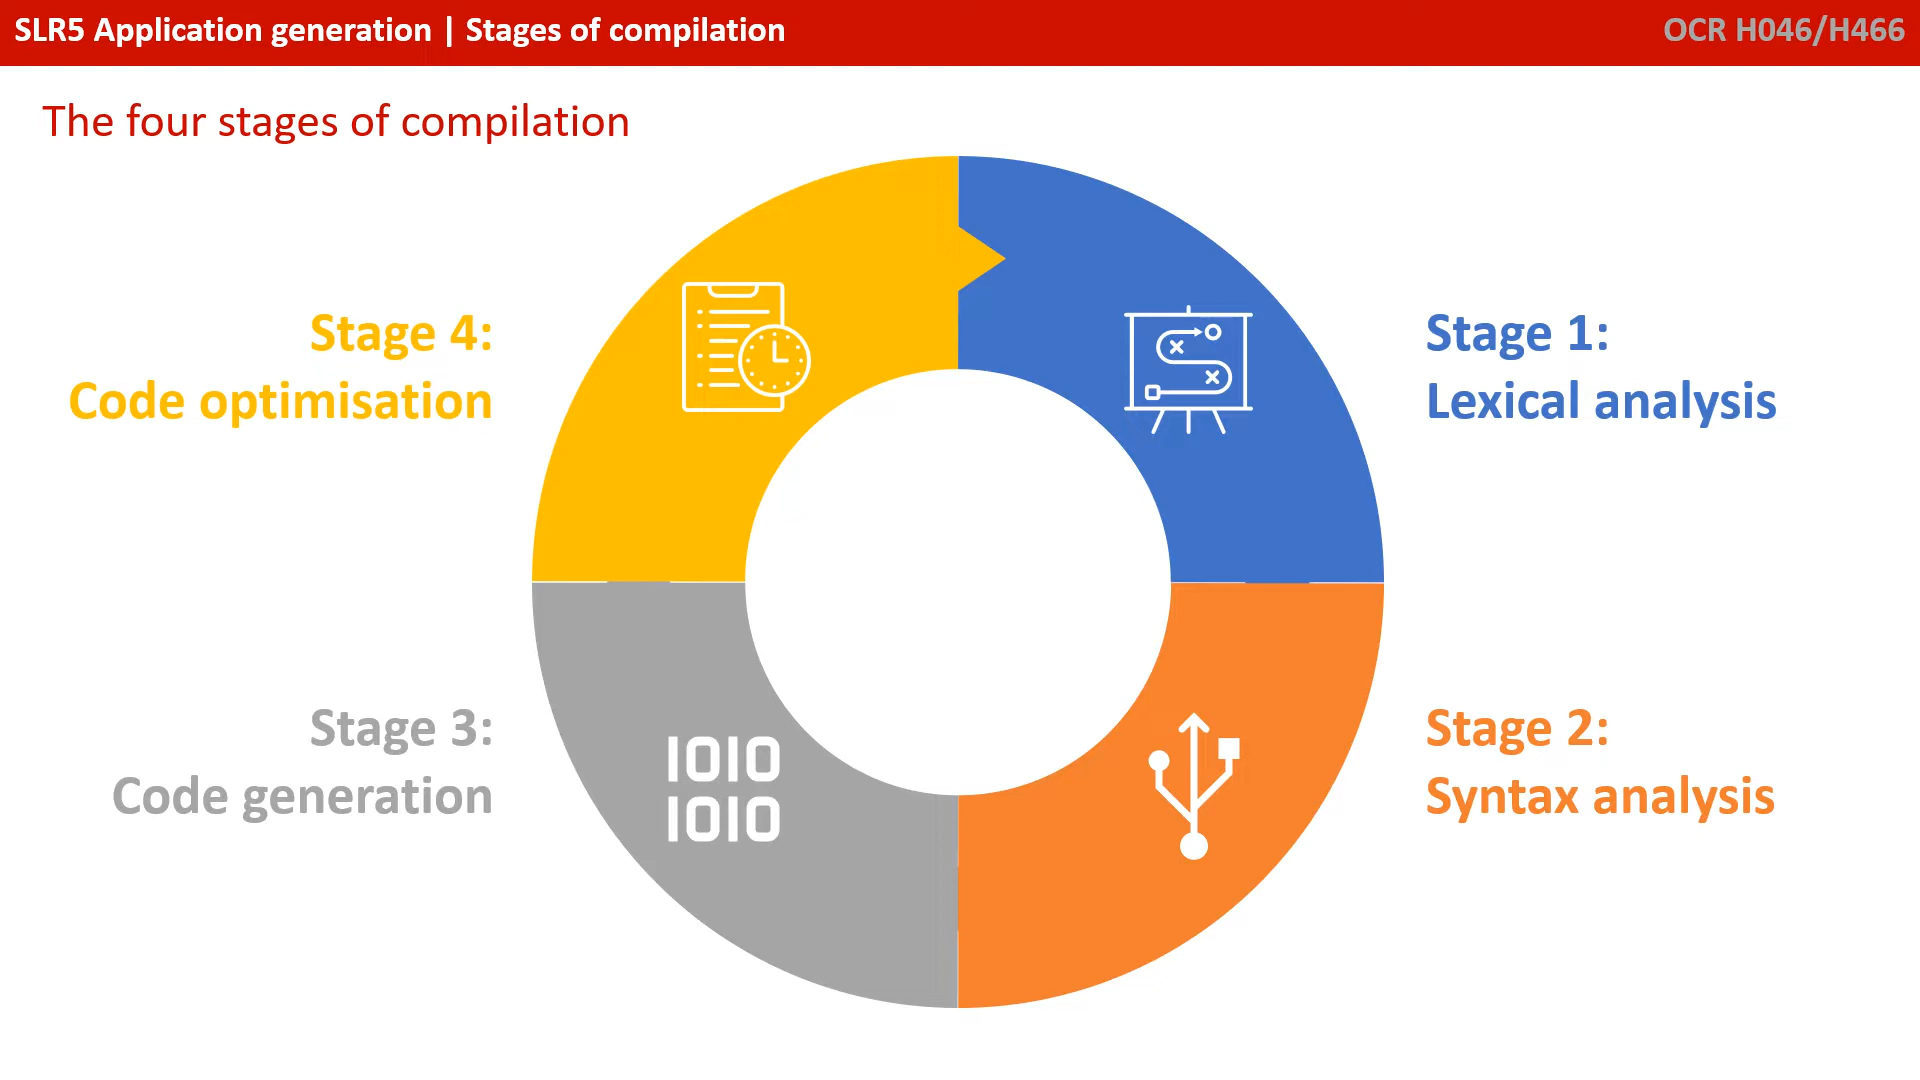 SLR5 Application generation | Stages of compilation
OCR H046/H466
The four stages of compilation
Stage 1:
Lexical analysis
Stage 2:
Syntax analysis
Stage 3:
Code generation
Stage 4:
Code optimisation
1010
1010